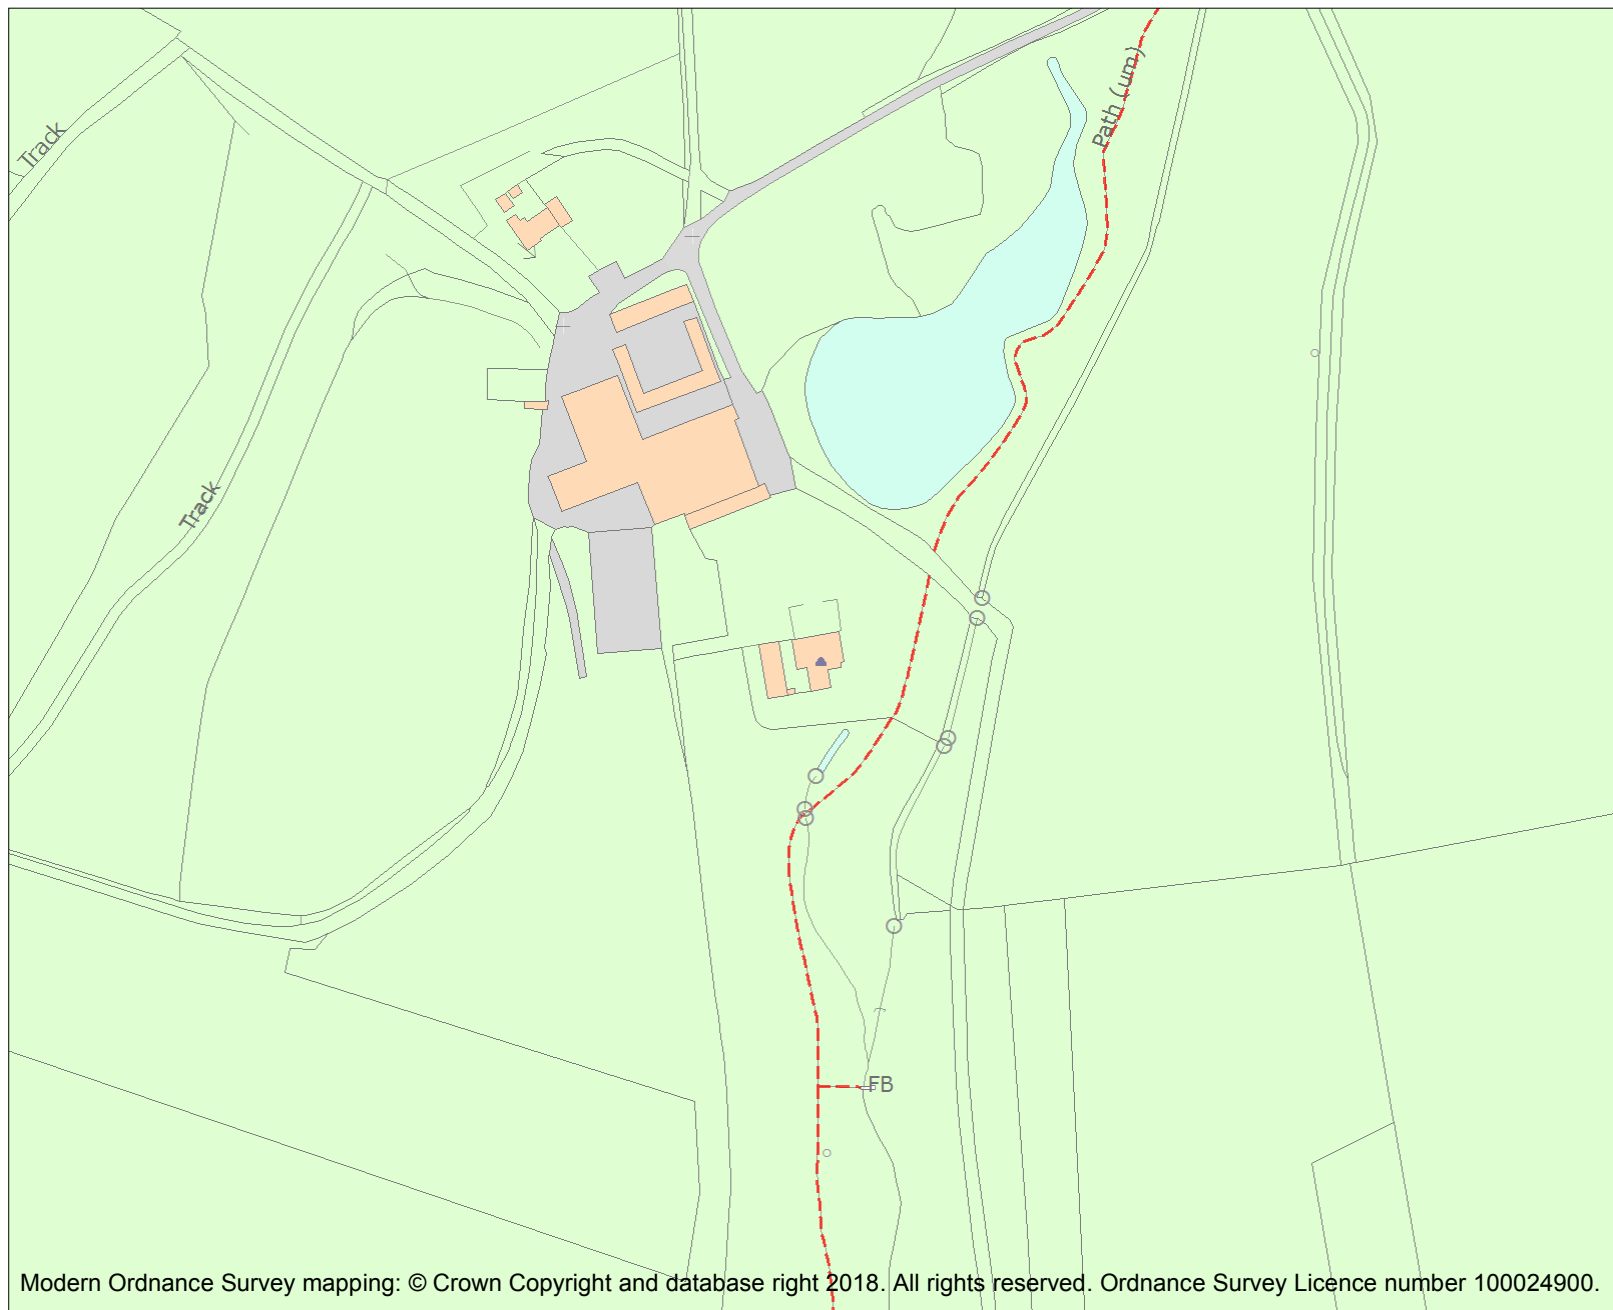 Path (um)
Track
Track
FB
Modern Ordnance Survey mapping: © Crown Copyright and database right 2018. All rights reserved. Ordnance Survey Licence number 100024900.